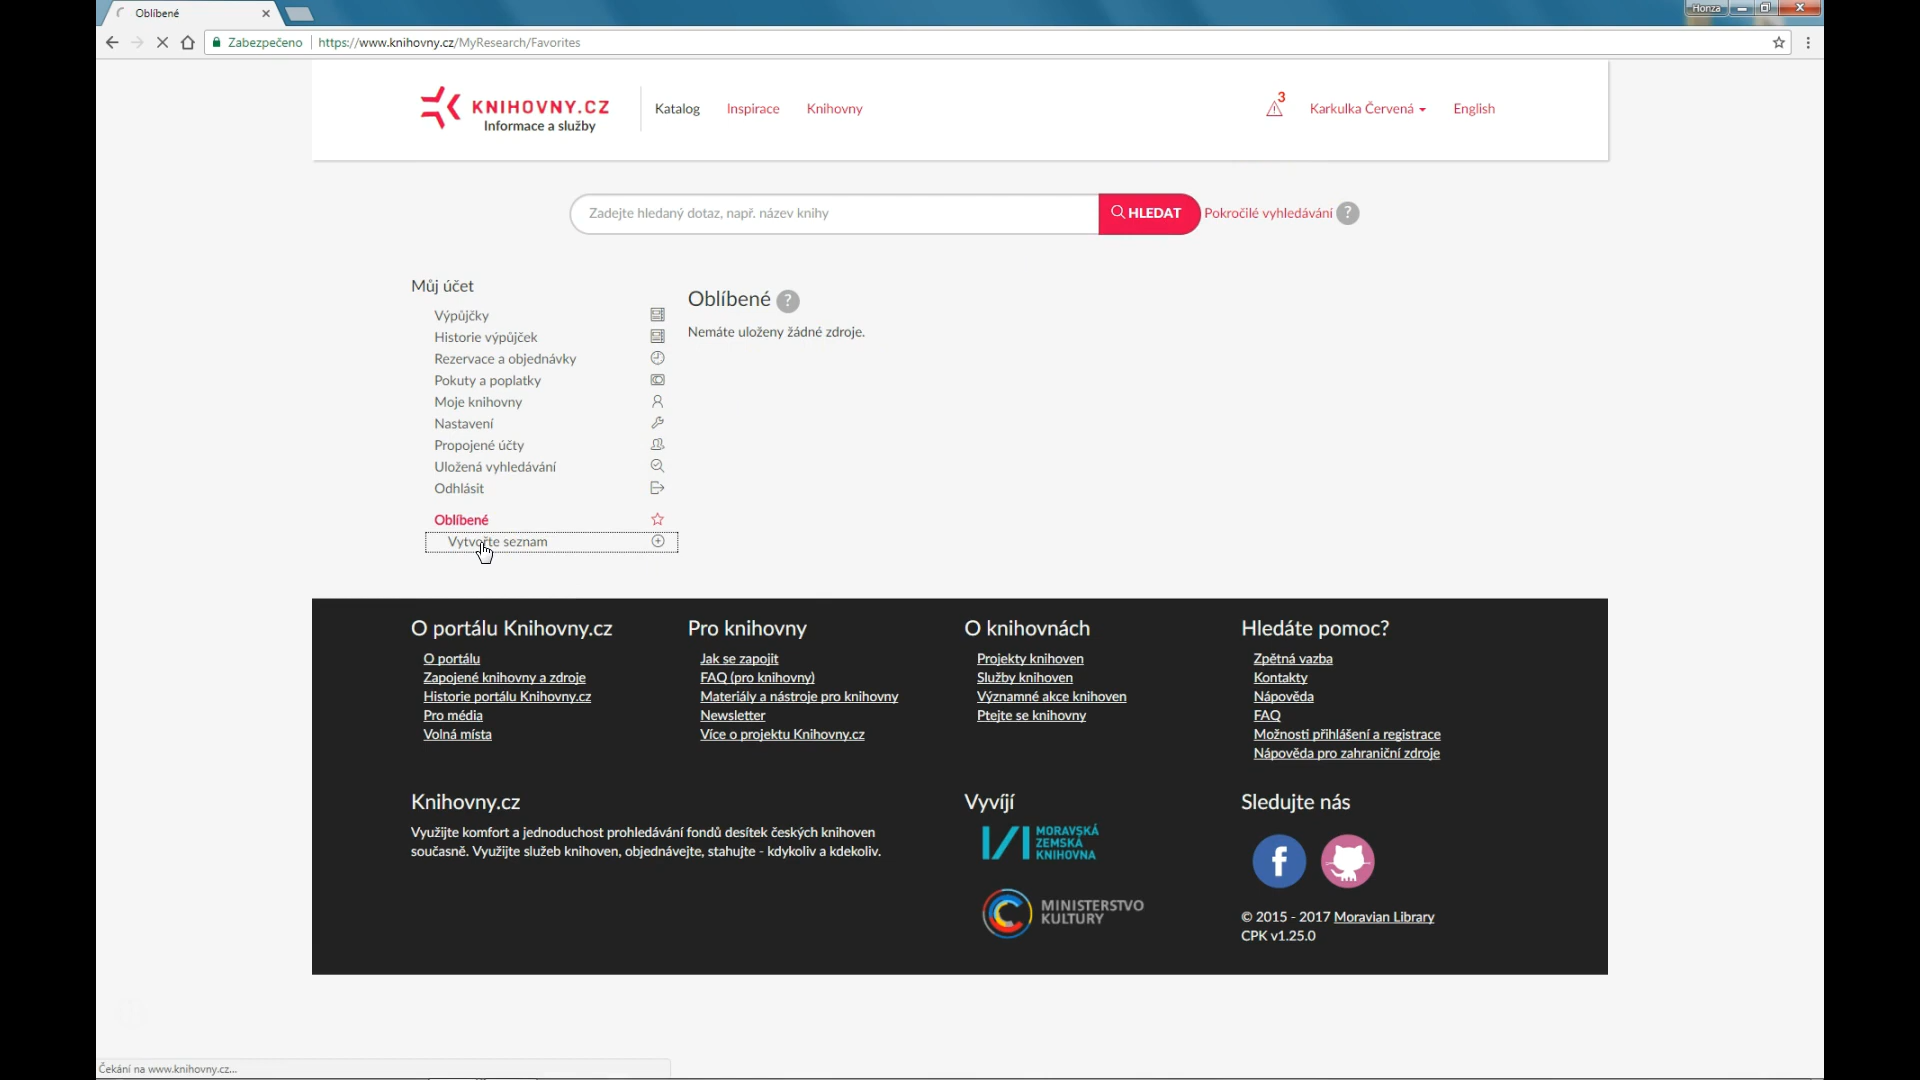 Oblíbené
Honza
Zabezpečeno
https://www.knihovny.cz/MyResearch/Favorites
KNIHOVNY.CZ
Informace a služby
Katalog
Inspirace
Knihovny
3
Karkulka Červená
English
Zadejte hledaný dotaz, např. název knihy
HLEDAT
Pokročilé vyhledávání ?
Můj účet
Výpůjčky
Historie výpůjček
Rezervace a objednávky
Pokuty a poplatky
Moje knihovny
Nastavení
Propojené účty
Uložená vyhledávání
Odhlásit
Oblíbené
Vytvořte seznam
Oblíbené ?
Nemáte uloženy žádné zdroje.
O portálu Knihovny.cz
O portálu
Zapojené knihovny a zdroje
Historie portálu Knihovny.cz
Pro média
Volná místa
Pro knihovny
Jak se zapojit
FAQ (pro knihovny)
Materiály a nástroje pro knihovny
Newsletter
Více o projektu Knihovny.cz
O knihovnách
Projekty knihoven
Služby knihoven
Významné akce knihoven
Ptejte se knihovny
Hledáte pomoc?
Zpětná vazba
Kontakty
Nápověda
FAQ
Možnosti přihlášení a registrace
Nápověda pro zahraniční zdroje
Knihovny.cz
Využijte komfort a jednoduchost prohledávání fondů desítek českých knihoven
současně. Využijte služeb knihoven, objednávejte, stahujte - kdykoliv a kdekoliv.
Vyvíjí
MORAVSKÁ
ZEMSKÁ
KNIHOVNA
MINISTERSTVO
KULTURY
Sledujte nás
© 2015 - 2017 Moravian Library
CPK v1.25.0
Čekání na www.knihovny.cz...